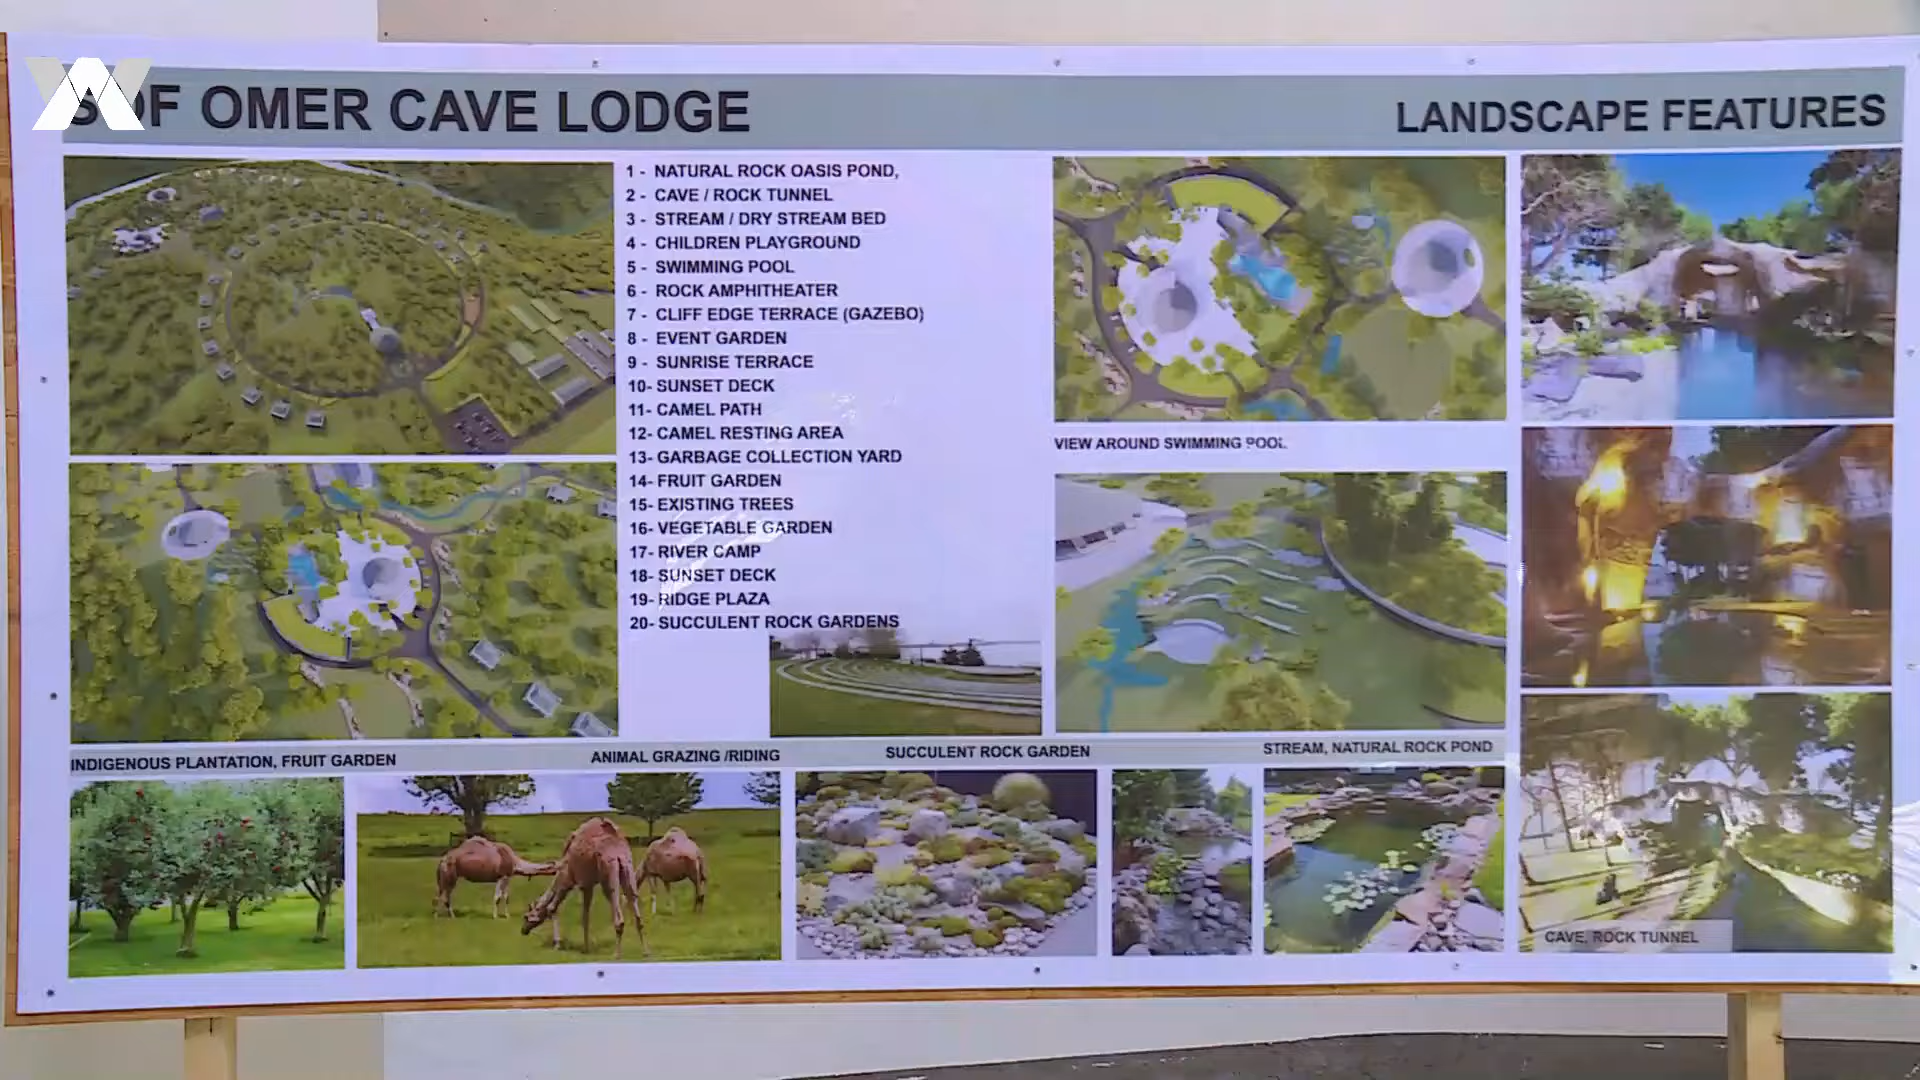 SOF OMER CAVE LODGE
LANDSCAPE FEATURES
1 - NATURAL ROCK OASIS POND,
2 - CAVE / ROCK TUNNEL
3 - STREAM / DRY STREAM BED
4 - CHILDREN PLAYGROUND
5 - SWIMMING POOL
6 - ROCK AMPHITHEATER
7 - CLIFF EDGE TERRACE (GAZEBO)
8 - EVENT GARDEN
9 - SUNRISE TERRACE
10- SUNSET DECK
11- CAMEL PATH
12- CAMEL RESTING AREA
13- GARBAGE COLLECTION YARD
14- FRUIT GARDEN
15- EXISTING TREES
16- VEGETABLE GARDEN
17- RIVER CAMP
18- SUNSET DECK
19- RIDGE PLAZA
20- SUCCULENT ROCK GARDENS
VIEW AROUND SWIMMING POOL
INDIGENOUS PLANTATION, FRUIT GARDEN
ANIMAL GRAZING /RIDING
SUCCULENT ROCK GARDEN
STREAM, NATURAL ROCK POND
CAVE, ROCK TUNNEL